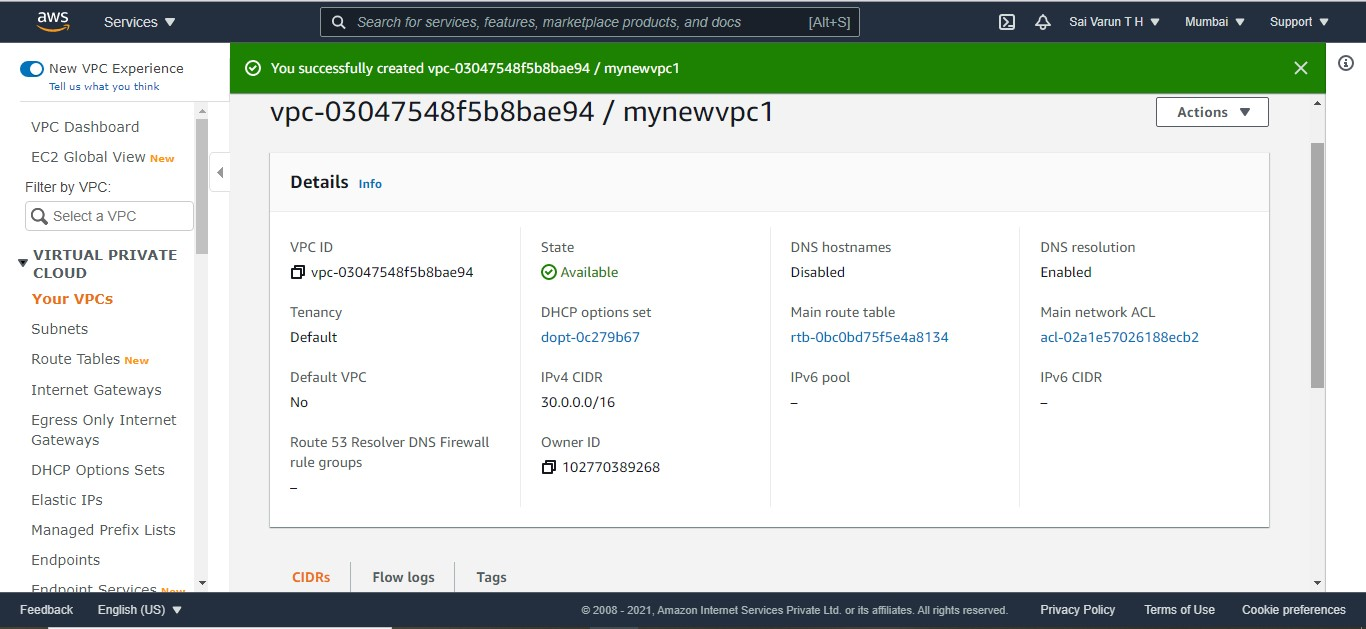 aws
Services
Search for services, features, marketplace products, and docs
[Alt+S]
Sai Varun T H
Mumbai
Support
New VPC Experience
Tell us what you think
VPC Dashboard
EC2 Global View New
Filter by VPC:
Select a VPC
VIRTUAL PRIVATE
CLOUD
Your VPCs
Subnets
Route Tables New
Internet Gateways
Egress Only Internet
Gateways
DHCP Options Sets
Elastic IPs
Managed Prefix Lists
Endpoints
Endpoint Services New
You successfully created vpc-03047548f5b8bae94 / mynewvpc1
vpc-03047548f5b8bae94 / mynewvpc1
Actions
Details Info
VPC ID
vpc-03047548f5b8bae94
State
Available
DNS hostnames
Disabled
DNS resolution
Enabled
Tenancy
Default
DHCP options set
dopt-0c279b67
Main route table
rtb-0bc0bd75f5e4a8134
Main network ACL
acl-02a1e57026188ecb2
Default VPC
No
IPv4 CIDR
30.0.0.0/16
IPv6 pool
–
IPv6 CIDR
–
Route 53 Resolver DNS Firewall
rule groups
–
Owner ID
102770389268
CIDRs
Flow logs
Tags
Feedback
English (US)
© 2008 - 2021, Amazon Internet Services Private Ltd. or its affiliates. All rights reserved.
Privacy Policy
Terms of Use
Cookie preferences